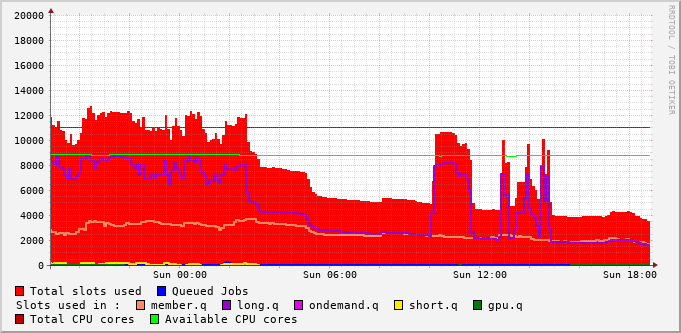 20000
18000
16000
14000
12000
10000
8000
6000
4000
2000
0
Sun 00:00 Sun 06:00 Sun 12:00 Sun 18:00
RRDTOOL / TOBI OETIKER
Total slots used Queued Jobs
Slots used in : member.q long.q ondemand.q short.q gpu.q
Total CPU cores Available CPU cores